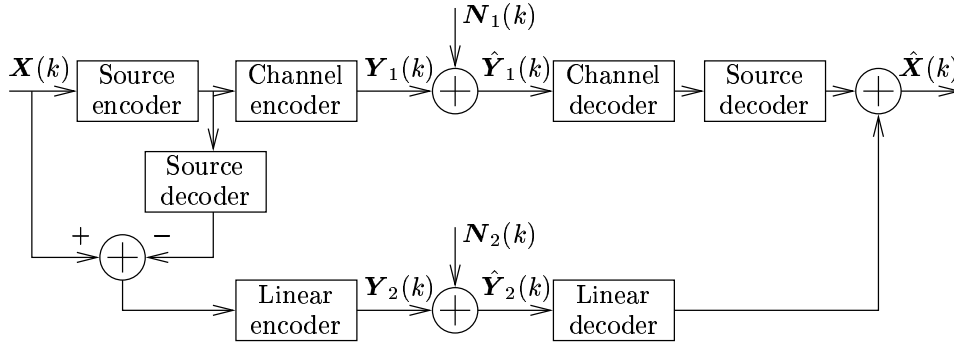 N₁(k)
X(k)
Source
encoder
Channel
encoder
Y₁(k)
Ŷ₁(k)
Channel
decoder
Source
decoder
X̂(k)
Source
decoder
+
−
N₂(k)
Linear
encoder
Y₂(k)
Ŷ₂(k)
Linear
decoder